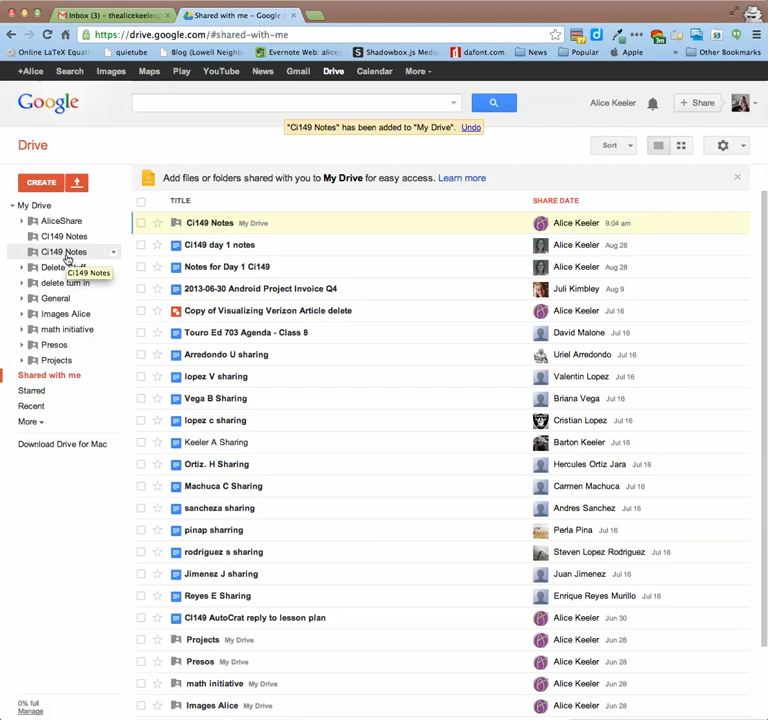 Inbox (3) – thealicekeelen@
Shared with me – Google
https://drive.google.com/#shared-with-me
Online LaTeX Equatio
quietube
Blog (Lowell Neighb
Evernote Web: alice
Shadowbox.js Media
dafont.com
News
Popular
Apple
Other Bookmarks
+Alice Search Images Maps Play YouTube News Gmail Drive Calendar More
Google
Alice Keeler
+ Share
"Ci149 Notes" has been added to "My Drive". Undo
Drive
Sort
CREATE
Add files or folders shared with you to My Drive for easy access. Learn more
My Drive
AliceShare
Ci149 Notes
Ci149 Notes
Ci149 Notes
Delete
delete turn in
General
Images Alice
math initiative
Presos
Projects
Shared with me
Starred
Recent
More
Download Drive for Mac
0% full
Manage
TITLE SHARE DATE
Ci149 Notes My Drive Alice Keeler 9:04 am
Ci149 day 1 notes Alice Keeler Aug 28
Notes for Day 1 Ci149 Alice Keeler Aug 28
2013-06-30 Android Project Invoice Q4 Juli Kimbley Aug 9
Copy of Visualizing Verizon Article delete Alice Keeler Jul 16
Touro Ed 703 Agenda - Class 8 David Malone Jul 16
Arredondo U sharing Uriel Arredondo Jul 16
lopez V sharing Valentin Lopez Jul 16
Vega B Sharing Briana Vega Jul 16
lopez c sharing Cristian Lopez Jul 16
Keeler A Sharing Barton Keeler Jul 16
Ortiz. H Sharing Hercules Ortiz Jara Jul 16
Machuca C Sharing Carmen Machuca Jul 16
sancheza sharing Andres Sanchez Jul 16
pinap sharring Perla Pina Jul 16
rodriguez s sharing Steven Lopez Rodriguez Jul 16
Jimenez J sharing Juan Jimenez Jul 16
Reyes E Sharing Enrique Reyes Murillo Jul 16
CI149 AutoCrat reply to lesson plan Alice Keeler Jun 30
Projects My Drive Alice Keeler Jun 28
Presos My Drive Alice Keeler Jun 28
math initiative My Drive Alice Keeler Jun 28
Images Alice My Drive Alice Keeler Jun 28